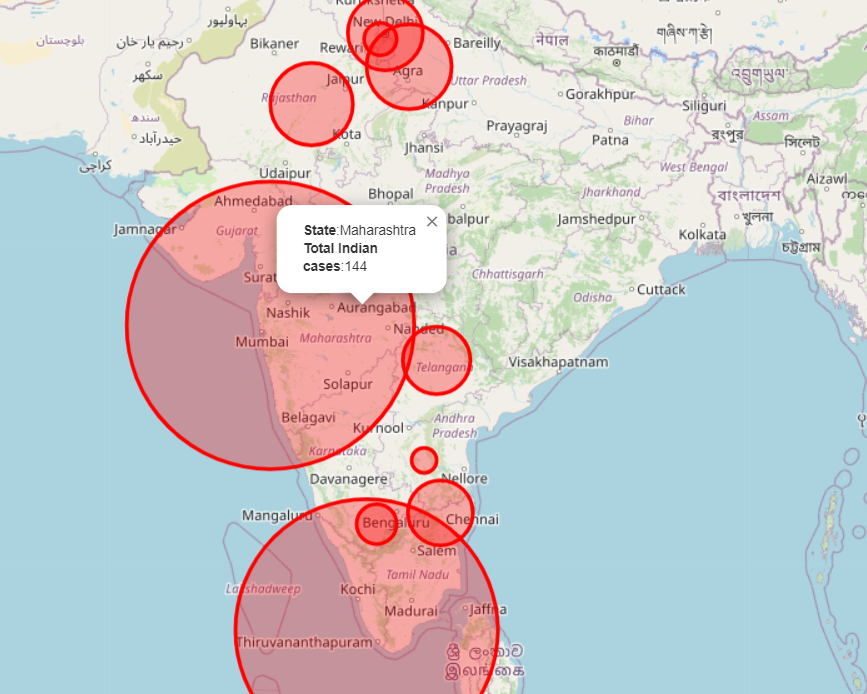 Kurukshetra
بہاولپور
New Delhi
بلوچستان
رحیم یار خان
Bikaner
Rewari
Bareilly
नेपाल
काठमाडौँ
གཞིས་ཀ་རྩེ།
سکھر
Jaipur
Agra
Uttar Pradesh
འབྲུགཡུལ་
Rajasthan
Kanpur
Gorakhpur
Siliguri
سندھ
Assam
حیدرآباد
Kota
Jhansi
Prayagraj
Bihar
রংপুর
Patna
সিলেট
کراچی
Udaipur
Madhya
Pradesh
West Bengal
Aizawl
Ahmedabad
Bhopal
Jharkhand
বাংলাদেশ
Jamnagar
Gujarat
State:Maharashtra
×
balpur
Jamshedpur
খুলনা
Kolkata
Total Indian
চট্টগ্রাম
cases:144
Surat
Chhattisgarh
Cuttack
Odisha
Nashik
Aurangabad
Mumbai
Maharashtra
Nanded
Telangana
Visakhapatnam
Solapur
Belagavi
Kurnool
Andhra
Pradesh
Karnataka
Davanagere
Nellore
Mangaluru
Bengaluru
Chennai
Salem
Tamil Nadu
Lakshadweep
Kochi
Madurai
Jaffna
Thiruvananthapuram
ශ්‍රී ලංකාව
இலங்கை